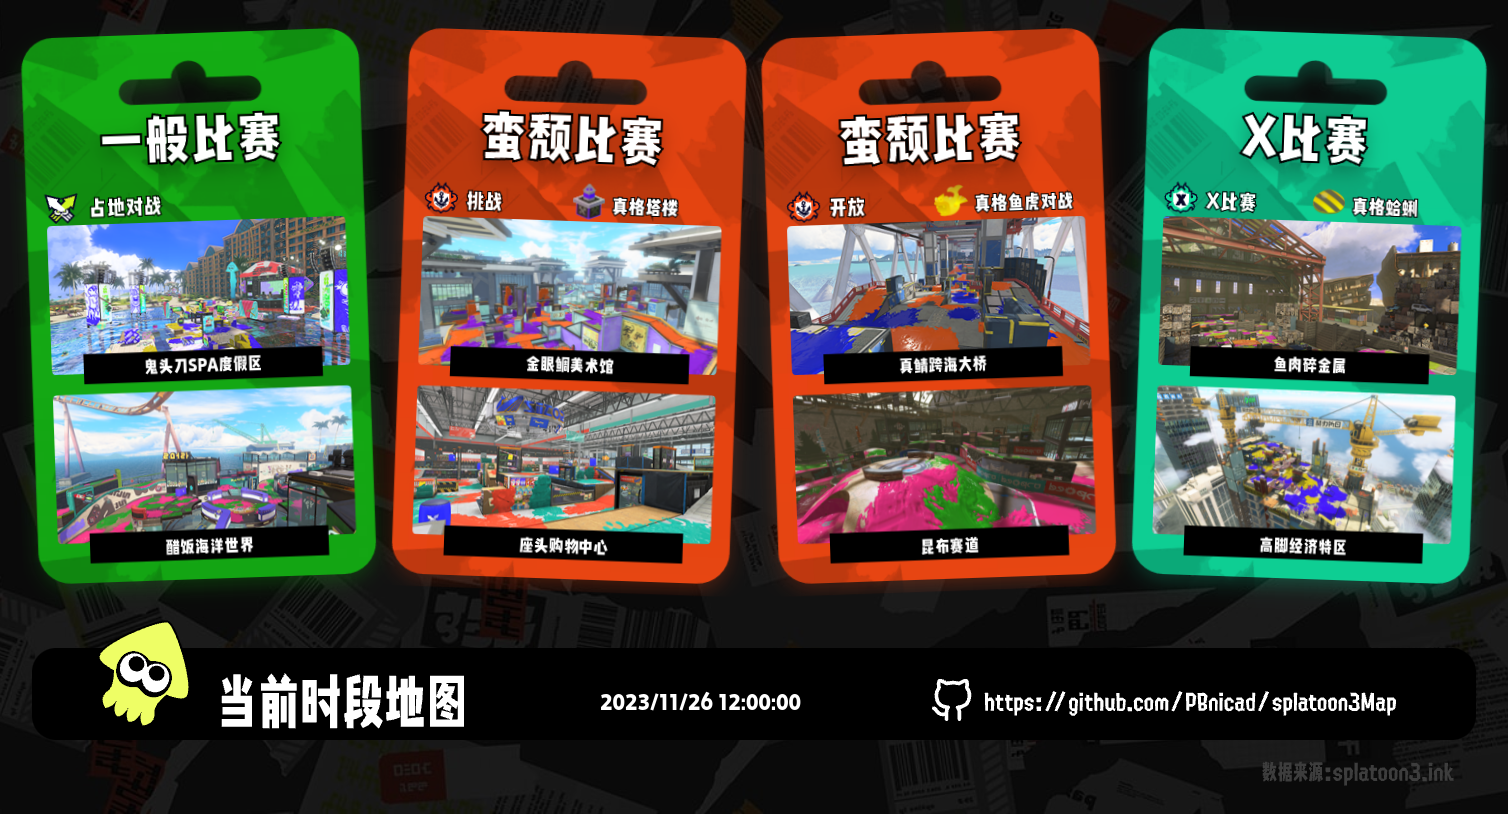 一般比赛
占地对战
鬼头刀SPA度假区
醋饭海洋世界
蛮颓比赛
挑战
真格塔楼
金眼鲷美术馆
座头购物中心
蛮颓比赛
开放
真格鱼虎对战
真鲭跨海大桥
昆布赛道
X比赛
X比赛
真格蛤蜊
鱼肉碎金属
高脚经济特区
当前时段地图
2023/11/26 12:00:00
https://github.com/PBnicad/splatoon3Map
数据来源:splatoon3.ink